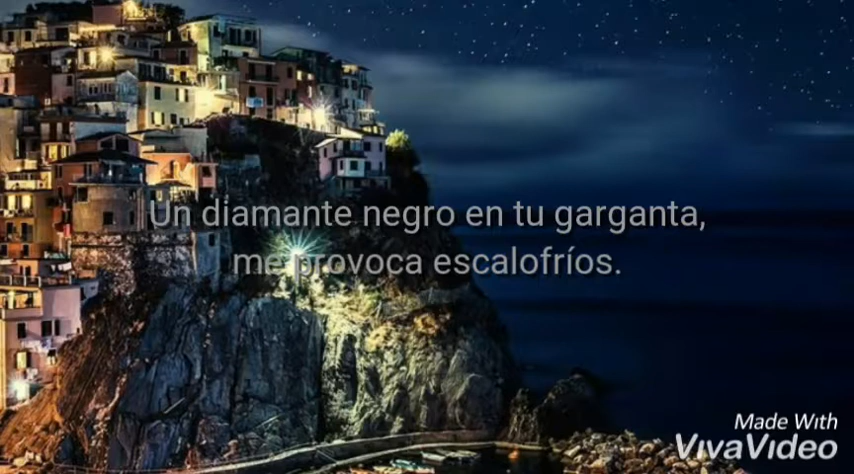 Un diamante negro en tu garganta,
me provoca escalofríos.
Made With
VivaVideo